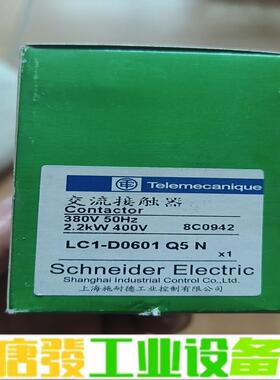 Telemecanique
交流接触器
Contactor
380V 50Hz
2.2kW 400V 8C0942
LC1-D0601 Q5 N
x1
Schneider Electric
Shanghai Industrial Control Co.,Ltd
上海施耐德工业控制有限公司
唐發工业设备